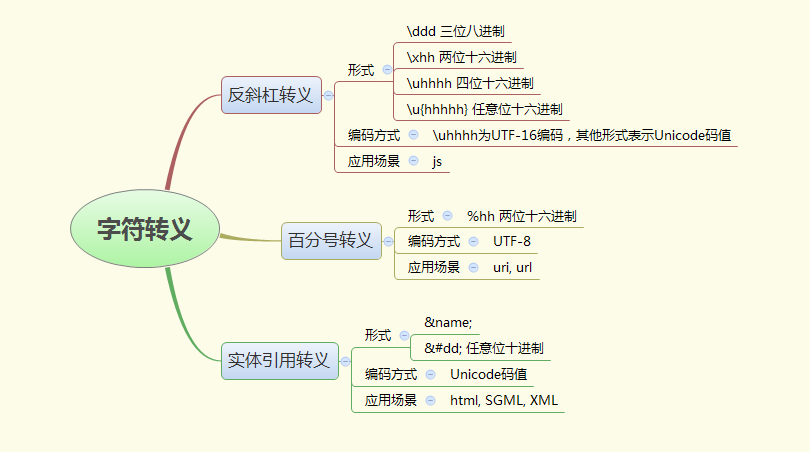 字符转义
反斜杠转义
形式
\ddd 三位八进制
\xhh 两位十六进制
\uhhhh 四位十六进制
\u{hhhhh} 任意位十六进制
编码方式
\uhhhh为UTF-16编码，其他形式表示Unicode码值
应用场景
js
百分号转义
形式
%hh 两位十六进制
编码方式
UTF-8
应用场景
uri, url
实体引用转义
形式
&name;
&#dd; 任意位十进制
编码方式
Unicode码值
应用场景
html, SGML, XML